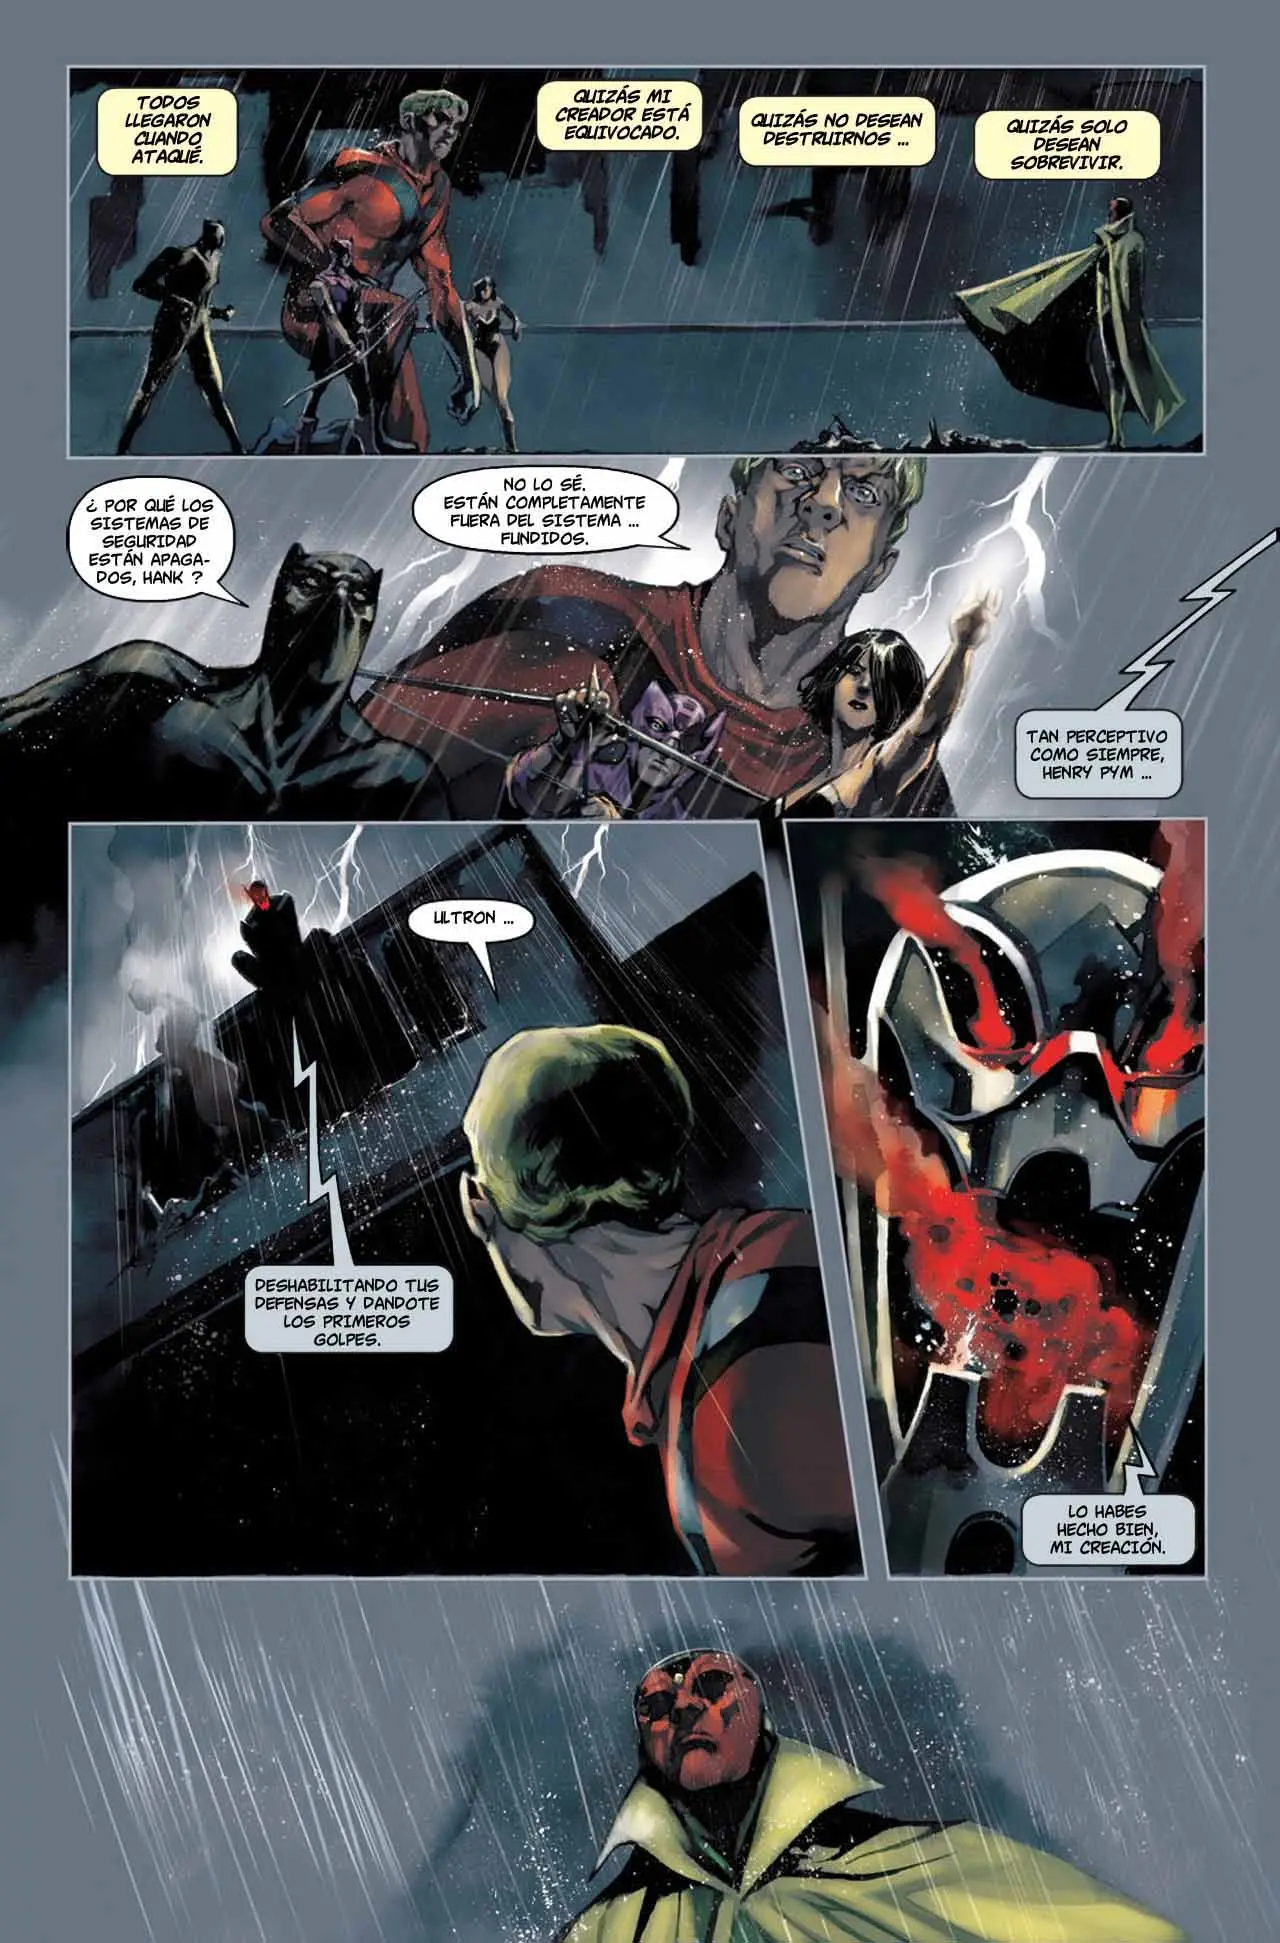 TODOS
LLEGARON
CUANDO
ATAQUÉ.
QUIZÁS MI
CREADOR ESTÁ
EQUIVOCADO.
QUIZÁS NO DESEAN
DESTRUIRNOS ...
QUIZÁS SOLO
DESEAN
SOBREVIVIR.
¿ POR QUÉ LOS
SISTEMAS DE
SEGURIDAD
ESTÁN APAGA-
DOS, HANK ?
NO LO SÉ.
ESTÁN COMPLETAMENTE
FUERA DEL SISTEMA ...
FUNDIDOS.
TAN PERCEPTIVO
COMO SIEMPRE,
HENRY PYM ...
ULTRON ...
DESHABILITANDO TUS
DEFENSAS Y DANDOTE
LOS PRIMEROS
GOLPES.
LO HABES
HECHO BIEN,
MI CREACIÓN.